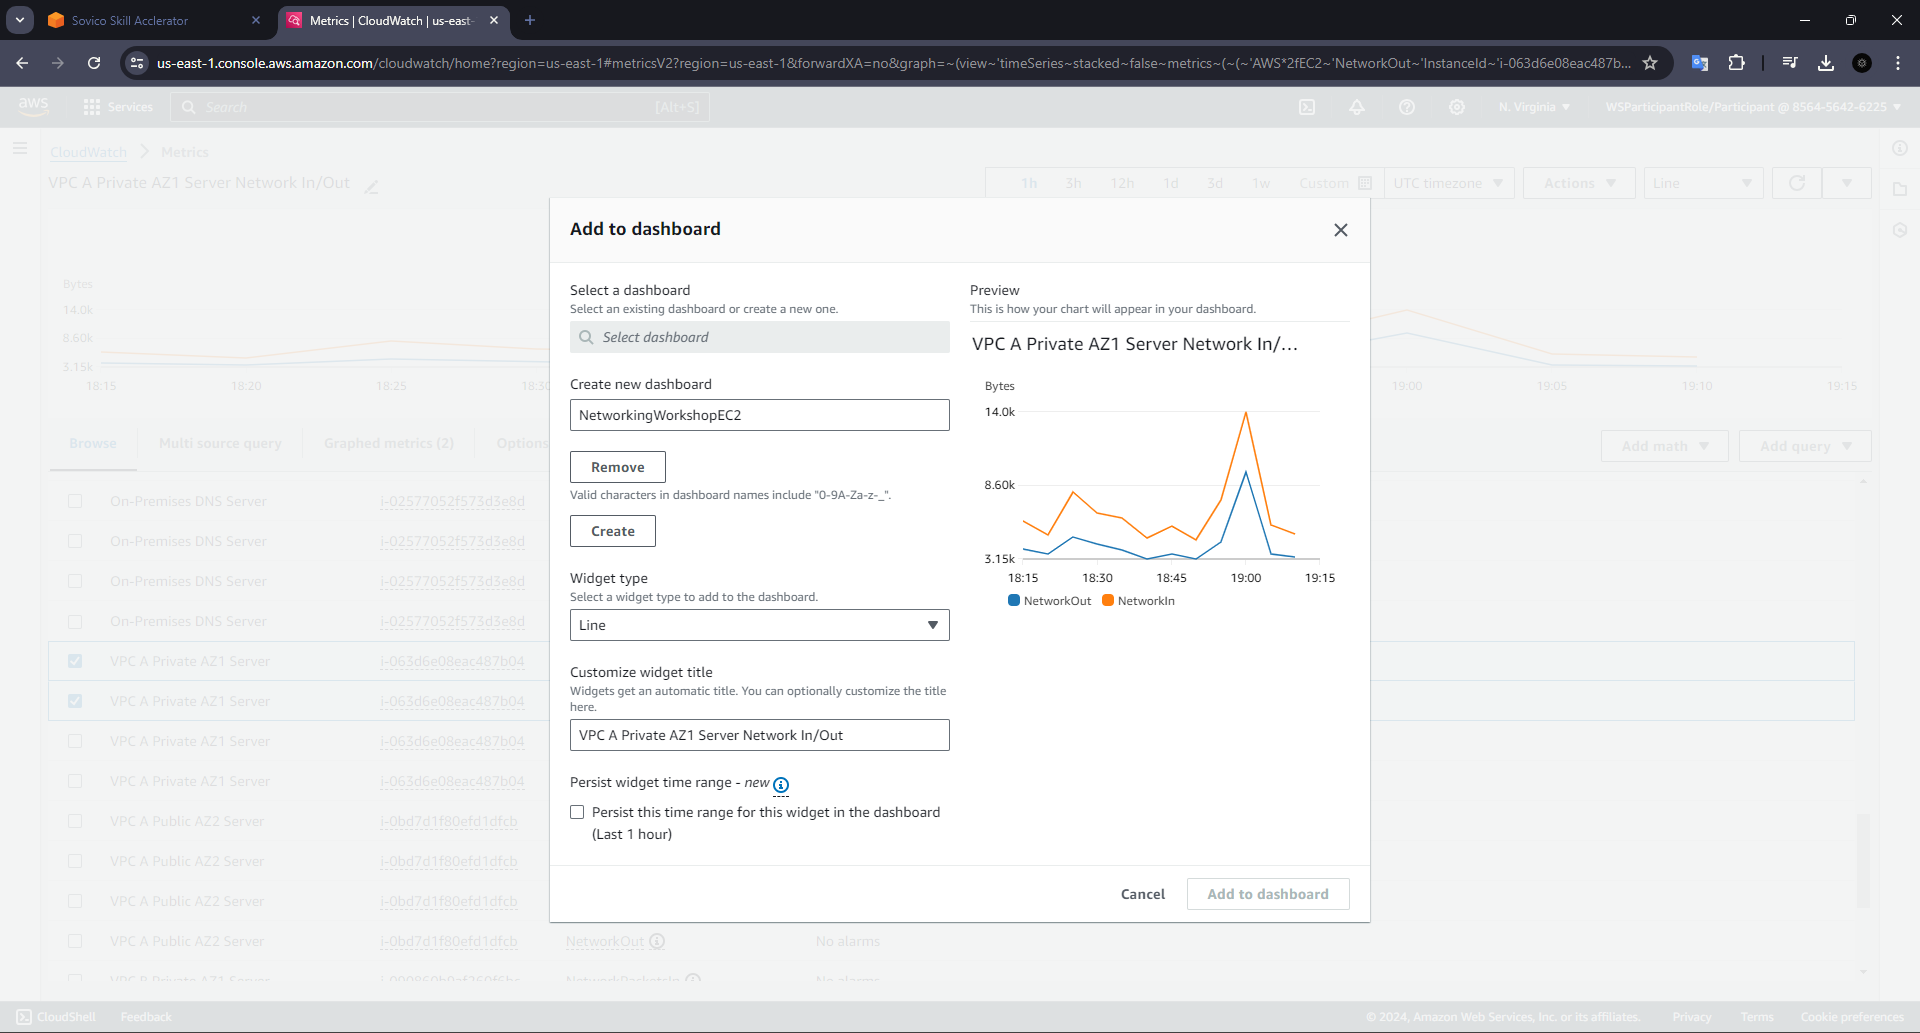 Sovico Skill Acclerator
Metrics | CloudWatch | us-east-
us-east-1.console.aws.amazon.com/cloudwatch/home?region=us-east-1#metricsV2?region=us-east-1&forwardXA=no&graph=~(view~'timeSeries~stacked~false~metrics~(~(~'AWS*2fEC2~'NetworkOut~'InstanceId~'i-063d6e08eac487b...
aws
Services
Search
[Alt+S]
N. Virginia
WSParticipantRole/Participant @ 8564-5642-6225
CloudWatch
Metrics
VPC A Private AZ1 Server Network In/Out
1h 3h 12h 1d 3d 1w Custom
UTC timezone
Actions
Line
Bytes
14.0k
8.60k
3.15k
18:15 18:20 18:25 18:30 19:00 19:05 19:10 19:15
Browse
Multi source query
Graphed metrics (2)
Options
Add math
Add query
On-Premises DNS Server i-02577052f573d3e8d
On-Premises DNS Server i-02577052f573d3e8d
On-Premises DNS Server i-02577052f573d3e8d
On-Premises DNS Server i-02577052f573d3e8d
VPC A Private AZ1 Server i-063d6e08eac487b04
VPC A Private AZ1 Server i-063d6e08eac487b04
VPC A Private AZ1 Server i-063d6e08eac487b04
VPC A Private AZ1 Server i-063d6e08eac487b04
VPC A Public AZ2 Server i-0bd7d1f80efd1dfcb
VPC A Public AZ2 Server i-0bd7d1f80efd1dfcb
VPC A Public AZ2 Server i-0bd7d1f80efd1dfcb
VPC A Public AZ2 Server i-0bd7d1f80efd1dfcb NetworkOut No alarms
Add to dashboard
Select a dashboard
Select an existing dashboard or create a new one.
Select dashboard
Create new dashboard
NetworkingWorkshopEC2
Remove
Valid characters in dashboard names include "0-9A-Za-z-_".
Create
Widget type
Select a widget type to add to the dashboard.
Line
Customize widget title
Widgets get an automatic title. You can optionally customize the title
here.
VPC A Private AZ1 Server Network In/Out
Persist widget time range - new
Persist this time range for this widget in the dashboard
(Last 1 hour)
Preview
This is how your chart will appear in your dashboard.
VPC A Private AZ1 Server Network In/...
Bytes
14.0k
8.60k
3.15k
18:15 18:30 18:45 19:00 19:15
NetworkOut NetworkIn
Cancel
Add to dashboard
CloudShell
Feedback
© 2024, Amazon Web Services, Inc. or its affiliates.
Privacy
Terms
Cookie preferences